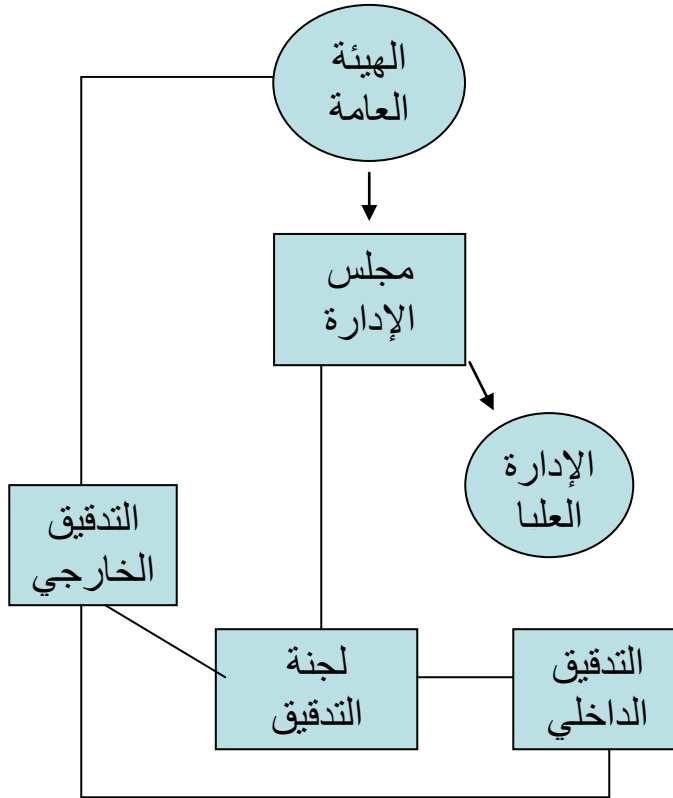 الهيئة
العامة
مجلس
الإدارة
الإدارة
العليا
التدقيق
الخارجي
لجنة
التدقيق
التدقيق
الداخلي